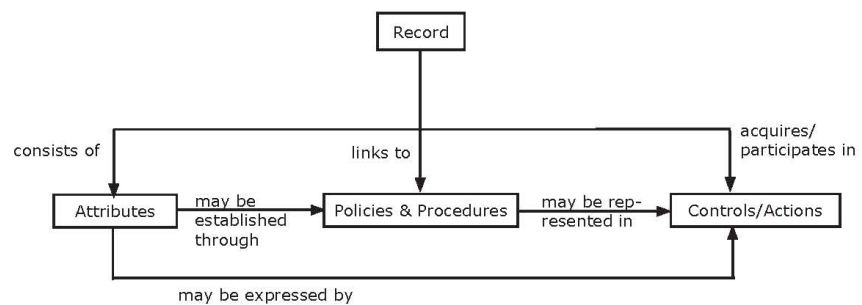 Record
consists of
links to
acquires/
participates in
Attributes
may be
established
through
Policies & Procedures
may be rep-
resented in
Controls/Actions
may be expressed by